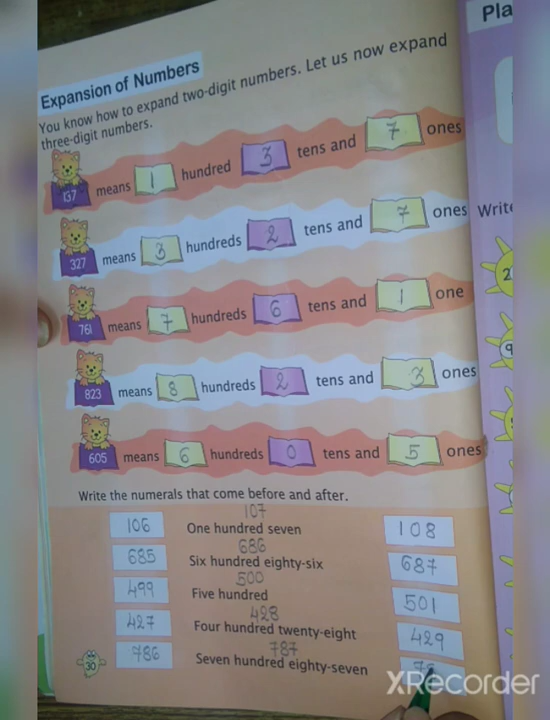 Pla
Expansion of Numbers
You know how to expand two-digit numbers. Let us now expand
three-digit numbers.
137 means 1 hundred 3 tens and 7 ones
327 means 3 hundreds 2 tens and 7 ones
Write
761 means 7 hundreds 6 tens and 1 one
823 means 8 hundreds 2 tens and 3 ones
605 means 6 hundreds 0 tens and 5 ones
Write the numerals that come before and after.
107
106 One hundred seven 108
686
685 Six hundred eighty-six 687
500
499 Five hundred 501
428
427 Four hundred twenty-eight 429
787
786 Seven hundred eighty-seven
30
XRecorder